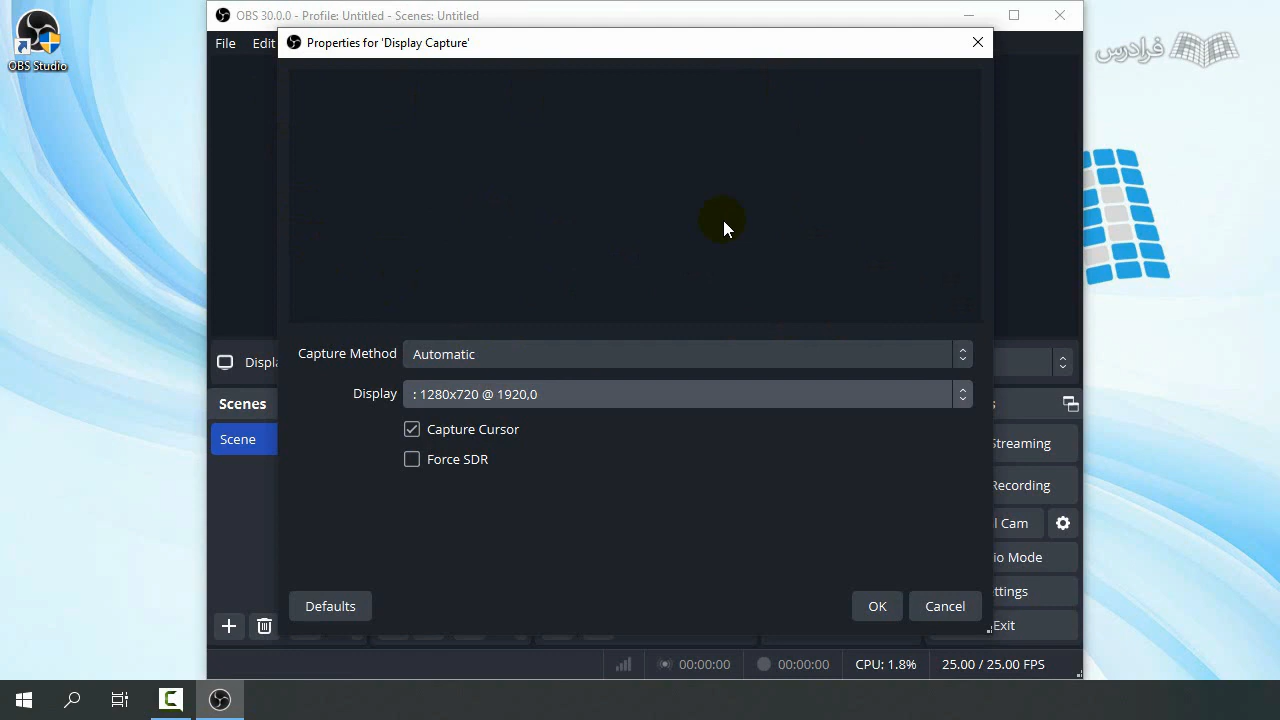 OBS 30.0.0 - Profile: Untitled - Scenes: Untitled
File
Edit
OBS Studio
فرادرس
Properties for 'Display Capture'
Capture Method
Automatic
Display
: 1280x720 @ 1920,0
Capture Cursor
Force SDR
Defaults
OK
Cancel
Displa
Scenes
Scene
s
Streaming
Recording
l Cam
io Mode
ttings
Exit
00:00:00
00:00:00
CPU: 1.8%
25.00 / 25.00 FPS